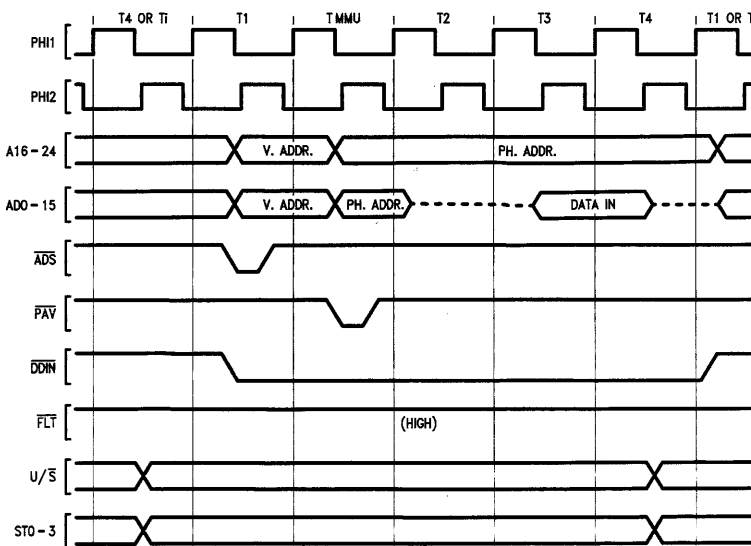 T4 OR Ti T1 T MMU T2 T3 T4 T1 OR T
PHI1
PHI2
A16-24 V. ADDR. PH. ADDR.
AD0-15 V. ADDR. PH. ADDR. DATA IN
ADS
PAV
DDIN
FLT (HIGH)
U/S
ST0-3